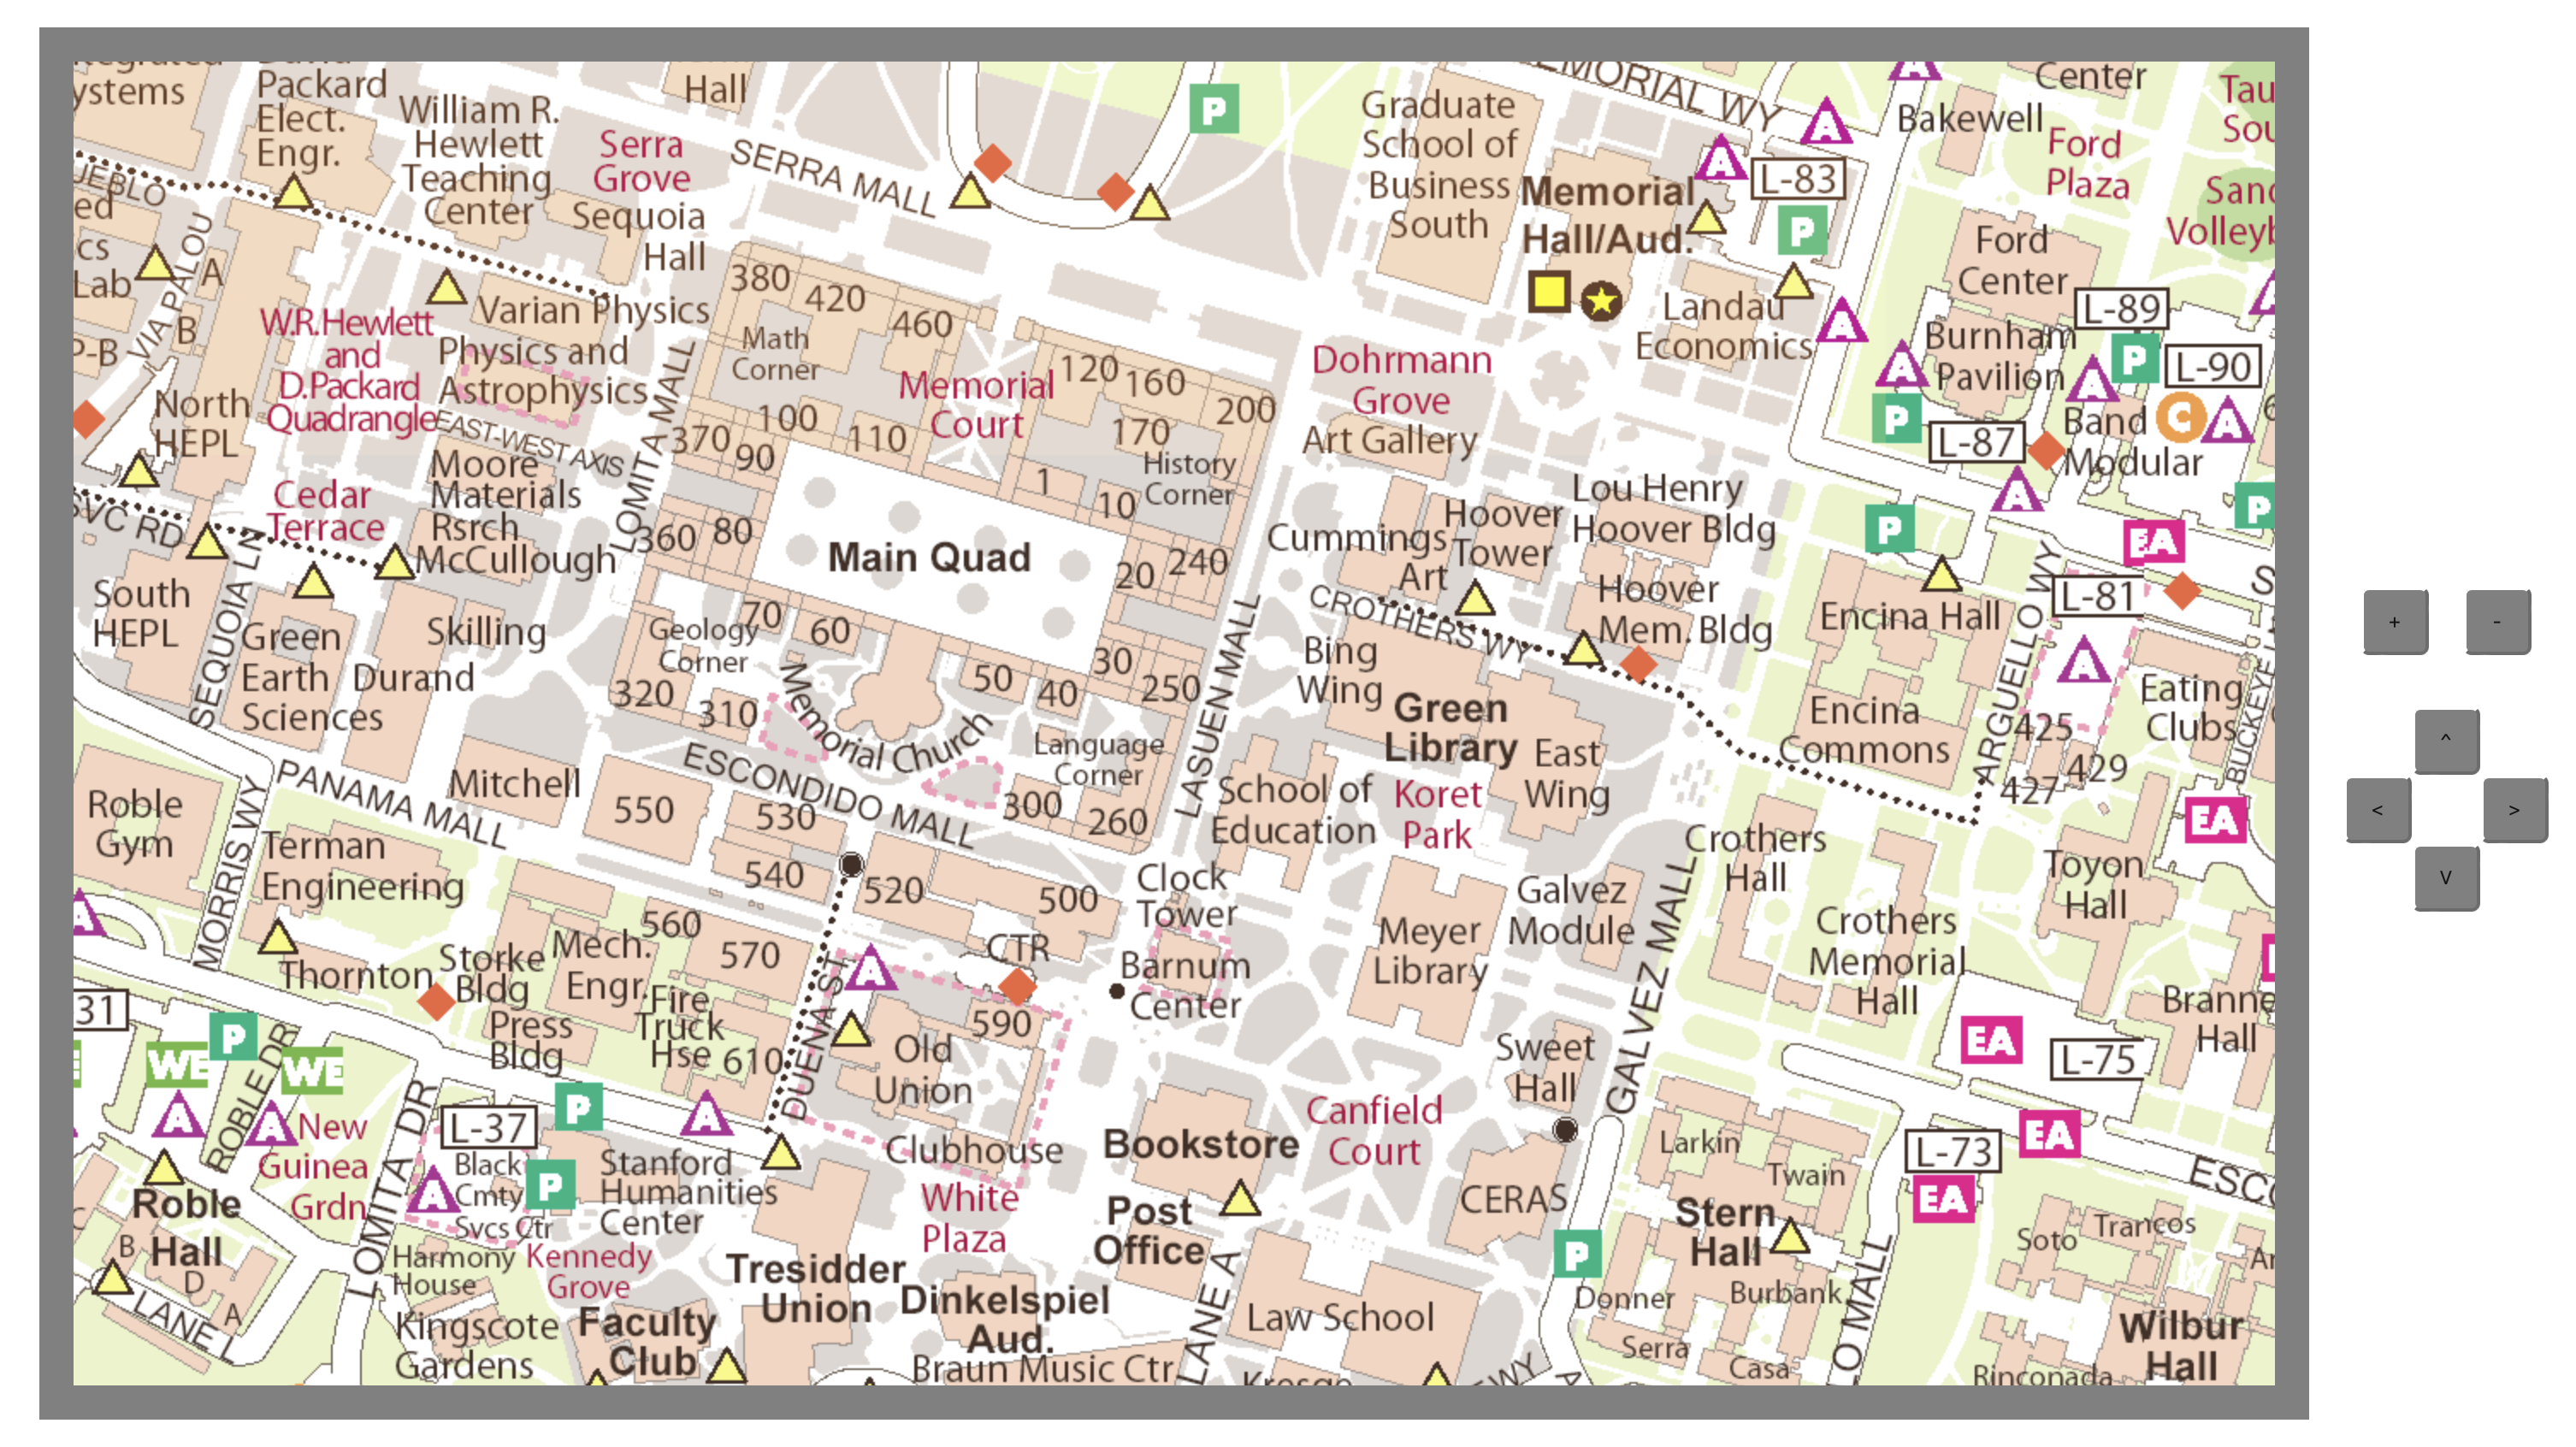 ystems
Packard
Elect.
Engr.
William R.
Hewlett
Teaching
Center
Serra
Grove
Sequoia
Hall
Hall
SERRA MALL
P
Graduate
School of
Business
South
MEMORIAL WY
A
A
A
L-83
P
Memorial
Hall/Aud.
Landau
Economics
A
Bakewell
Center
Ford
Plaza
Ford
Center
L-89
P
L-90
C
A
A
A
Burnham
Pavilion
P
L-87
Band
Modular
A
P
P
EA
VIA PALOU
A
B
Lab
P-B
W.R.Hewlett
and
D.Packard
Quadrangle
Varian Physics
Physics and
Astrophysics
EAST-WEST AXIS
LOMITA MALL
North
HEPL
Cedar
Terrace
Moore
Materials
Rsrch
McCullough
SVC RD
SEQUOIA LN
South
HEPL
Green
Earth
Sciences
Durand
Skilling
380
420
460
Math
Corner
100
110
370
90
Memorial
Court
120
160
200
170
History
Corner
1
10
360
80
Main Quad
20
240
Geology
Corner
70
60
50
40
30
250
320
310
Memorial Church
Language
Corner
300
260
ESCONDIDO MALL
LASUEN MALL
Dohrmann
Grove
Art Gallery
Cummings
Art
Hoover
Tower
Lou Henry
Hoover Bldg
Hoover
Mem. Bldg
CROTHERS WY
Bing
Wing
Green
Library
East
Wing
School of
Education
Koret
Park
Encina Hall
Encina
Commons
ARGUELLO WY
L-81
A
Eating
Clubs
425
429
427
EA
Roble
Gym
MORRIS WY
PANAMA MALL
Mitchell
550
530
540
520
500
Terman
Engineering
Thornton
Storke
Bldg
Mech.
Engr.
560
570
Press
Bldg
Fire
Truck
Hse
610
DUENA ST
A
CTR
590
Old
Union
Clubhouse
Clock
Tower
Barnum
Center
Meyer
Library
Galvez
Module
GALVEZ MALL
Crothers
Hall
Crothers
Memorial
Hall
Toyon
Hall
EA
L-75
Hall
A
P
WE
WE
A
A
ROBLE DR
New
Guinea
Grdn
LOMITA DR
L-37
P
A
Black
Cmty
Svcs Ctr
P
A
Stanford
Humanities
Center
Harmony
House
Kennedy
Grove
Roble
Hall
B
D
A
LANE L
Kingscote
Gardens
Faculty
Club
Tresidder
Union
White
Plaza
Dinkelspiel
Aud.
Braun Music Ctr
Bookstore
Post
Office
LANE A
Canfield
Court
Sweet
Hall
CERAS
P
Law School
Larkin
Twain
Stern
Hall
Donner
Burbank
Serra
Casa
L-73
EA
EA
Soto
Trancos
Wilbur
Hall
Rinconada
+
-
^
<
>
V